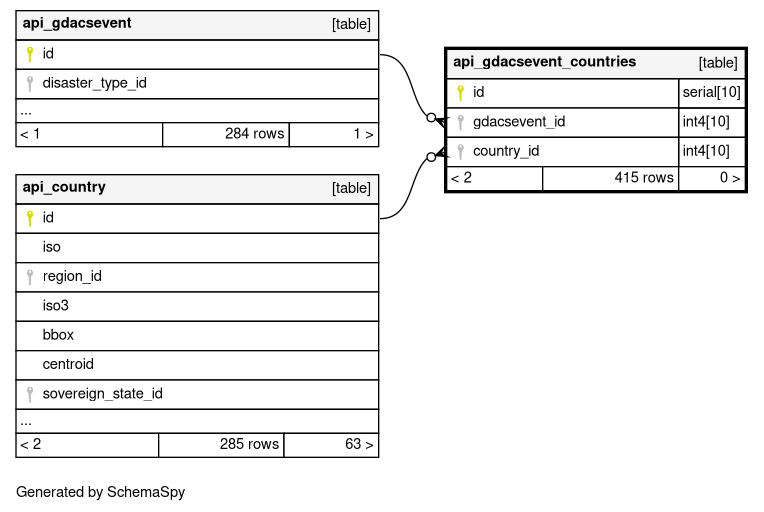 api_gdacsevent [table]
id
disaster_type_id
...
< 1 284 rows 1 >
api_country [table]
id
iso
region_id
iso3
bbox
centroid
sovereign_state_id
...
< 2 285 rows 63 >
api_gdacsevent_countries [table]
id serial[10]
gdacsevent_id int4[10]
country_id int4[10]
< 2 415 rows 0 >
Generated by SchemaSpy